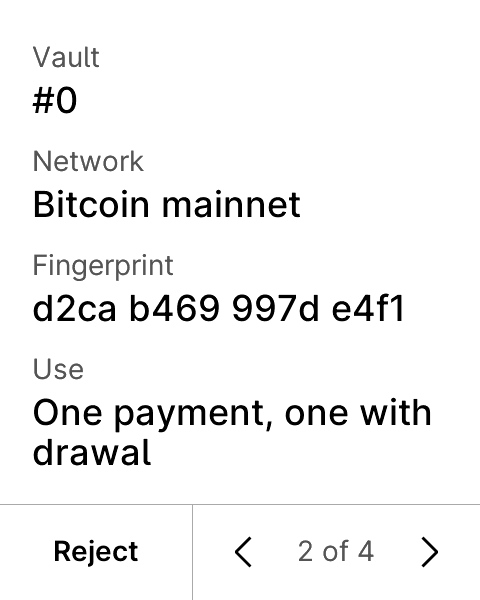 Vault
#0
Network
Bitcoin mainnet
Fingerprint
d2ca b469 997d e4f1
Use
One payment, one with
drawal
Reject
2 of 4